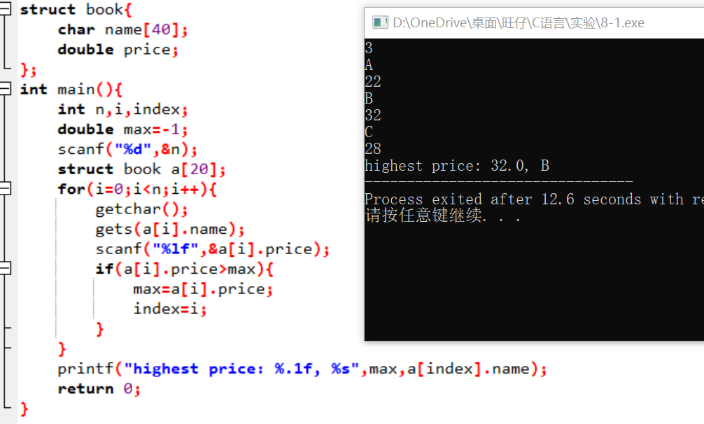 struct book{
    char name[40];
    double price;
};
int main(){
    int n,i,index;
    double max=-1;
    scanf("%d",&n);
    struct book a[20];
    for(i=0;i<n;i++){
        getchar();
        gets(a[i].name);
        scanf("%lf",&a[i].price);
        if(a[i].price>max){
            max=a[i].price;
            index=i;
        }
    }
    printf("highest price: %.1f, %s",max,a[index].name);
    return 0;
}
D:\OneDrive\桌面\旺仔\C语言\实验\8-1.exe
3
A
22
B
32
C
28
highest price: 32.0, B
--------------------------------
Process exited after 12.6 seconds with re
请按任意键继续. . .